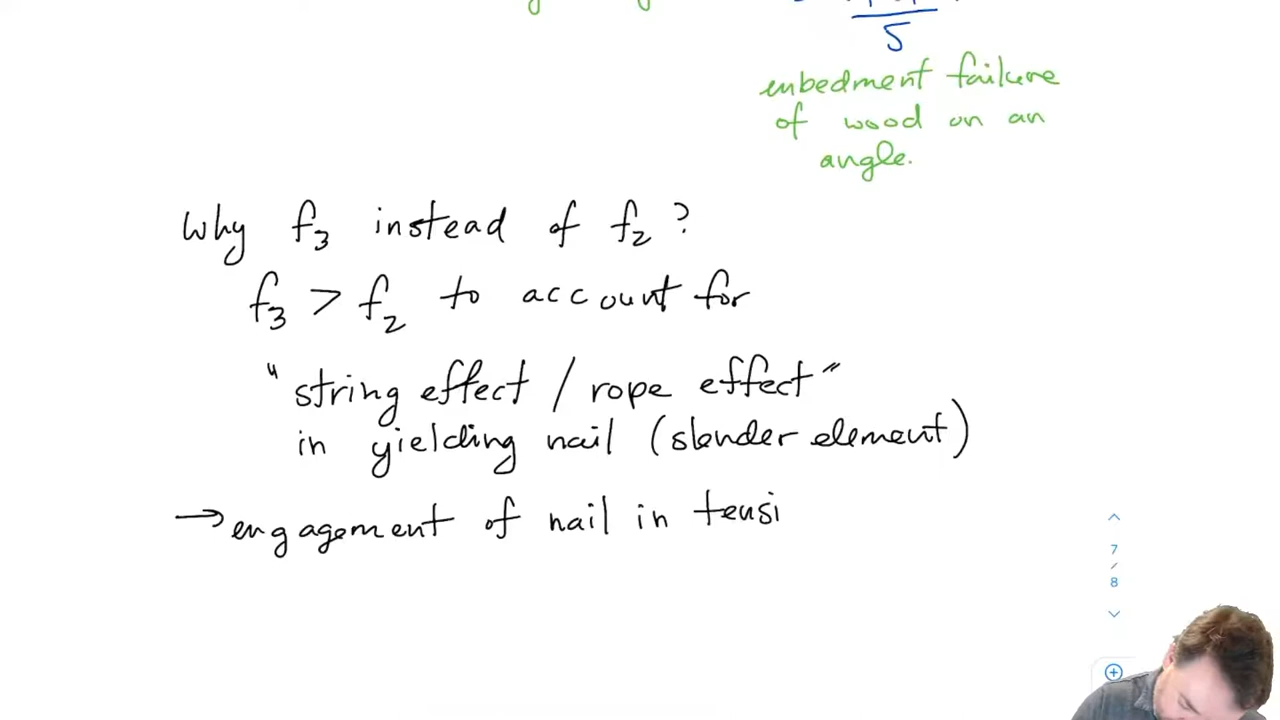 5
embedment failure
of wood on an
angle.
Why f₃ instead of f₂?
f₃ > f₂ to account for
"string effect / rope effect"
in yielding nail (slender element)
→ engagement of nail in tensi
7
/
8